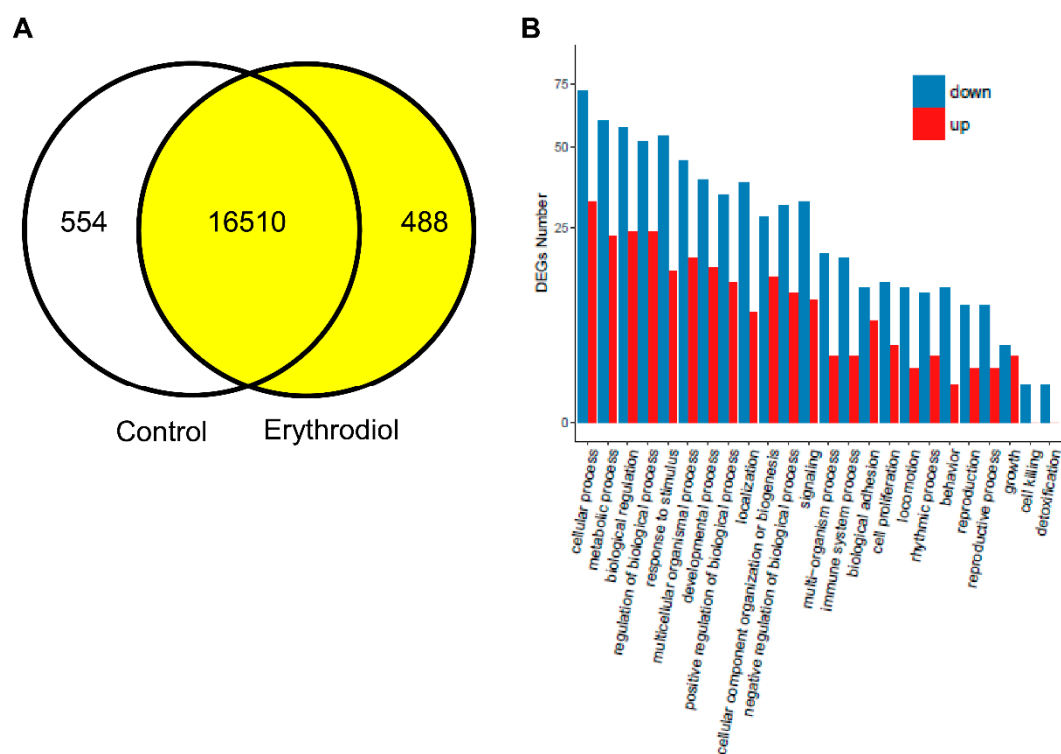 A
554
16510
488
Control
Erythrodiol
B
down
up
DEGs Number
75
50
25
0
cellular process
metabolic process
biological regulation
regulation of biological process
response to stimulus
multicellular organismal process
developmental process
positive regulation of biological process
localization
cellular component organization or biogenesis
negative regulation of biological process
signaling
multi-organism process
immune system process
biological adhesion
cell proliferation
locomotion
rhythmic process
behavior
reproduction
reproductive process
growth
cell killing
detoxification